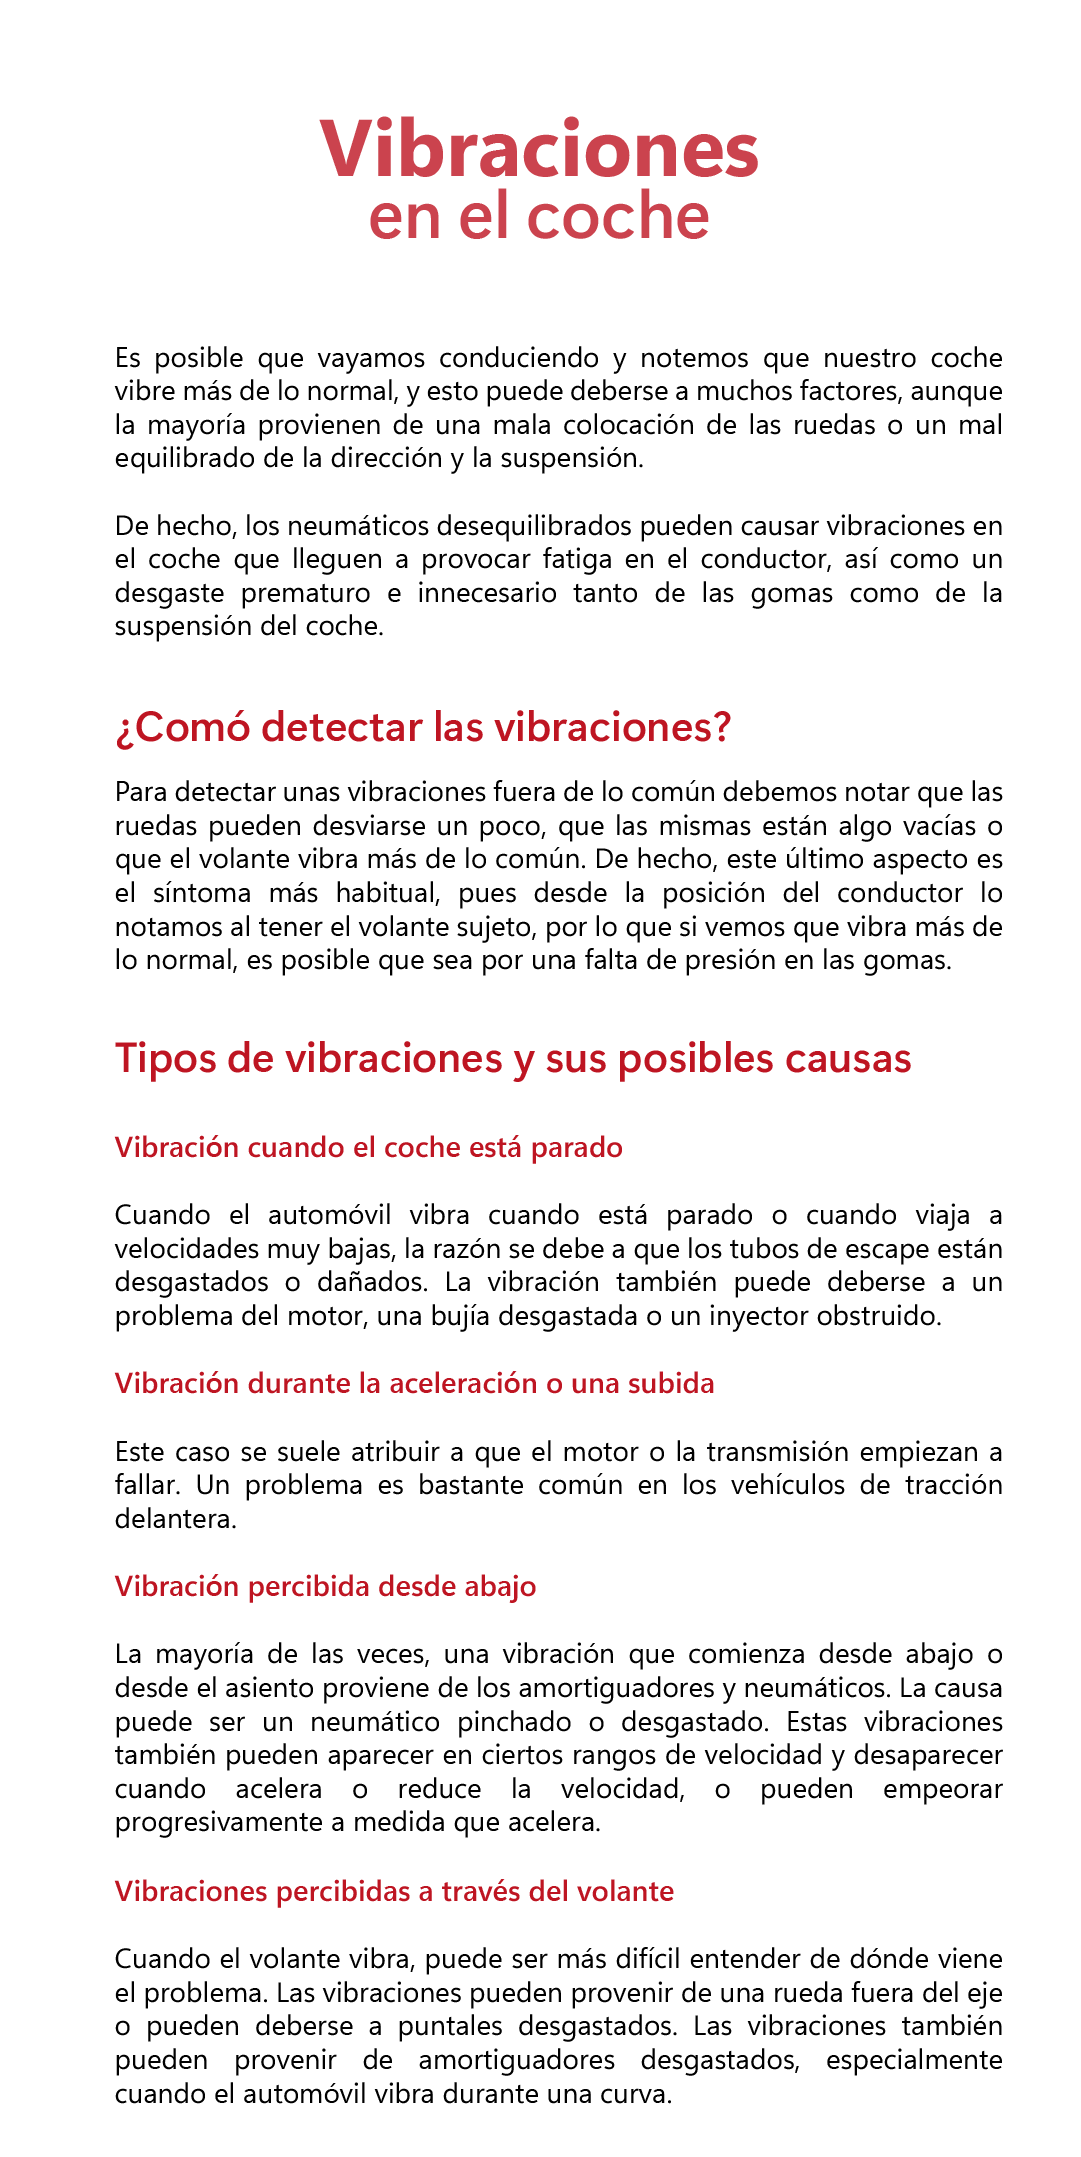 Vibraciones
en el coche
Es posible que vayamos conduciendo y notemos que nuestro coche
vibre más de lo normal, y esto puede deberse a muchos factores, aunque
la mayoría provienen de una mala colocación de las ruedas o un mal
equilibrado de la dirección y la suspensión.
De hecho, los neumáticos desequilibrados pueden causar vibraciones en
el coche que lleguen a provocar fatiga en el conductor, así como un
desgaste prematuro e innecesario tanto de las gomas como de la
suspensión del coche.
¿Comó detectar las vibraciones?
Para detectar unas vibraciones fuera de lo común debemos notar que las
ruedas pueden desviarse un poco, que las mismas están algo vacías o
que el volante vibra más de lo común. De hecho, este último aspecto es
el síntoma más habitual, pues desde la posición del conductor lo
notamos al tener el volante sujeto, por lo que si vemos que vibra más de
lo normal, es posible que sea por una falta de presión en las gomas.
Tipos de vibraciones y sus posibles causas
Vibración cuando el coche está parado
Cuando el automóvil vibra cuando está parado o cuando viaja a
velocidades muy bajas, la razón se debe a que los tubos de escape están
desgastados o dañados. La vibración también puede deberse a un
problema del motor, una bujía desgastada o un inyector obstruido.
Vibración durante la aceleración o una subida
Este caso se suele atribuir a que el motor o la transmisión empiezan a
fallar. Un problema es bastante común en los vehículos de tracción
delantera.
Vibración percibida desde abajo
La mayoría de las veces, una vibración que comienza desde abajo o
desde el asiento proviene de los amortiguadores y neumáticos. La causa
puede ser un neumático pinchado o desgastado. Estas vibraciones
también pueden aparecer en ciertos rangos de velocidad y desaparecer
cuando acelera o reduce la velocidad, o pueden empeorar
progresivamente a medida que acelera.
Vibraciones percibidas a través del volante
Cuando el volante vibra, puede ser más difícil entender de dónde viene
el problema. Las vibraciones pueden provenir de una rueda fuera del eje
o pueden deberse a puntales desgastados. Las vibraciones también
pueden provenir de amortiguadores desgastados, especialmente
cuando el automóvil vibra durante una curva.